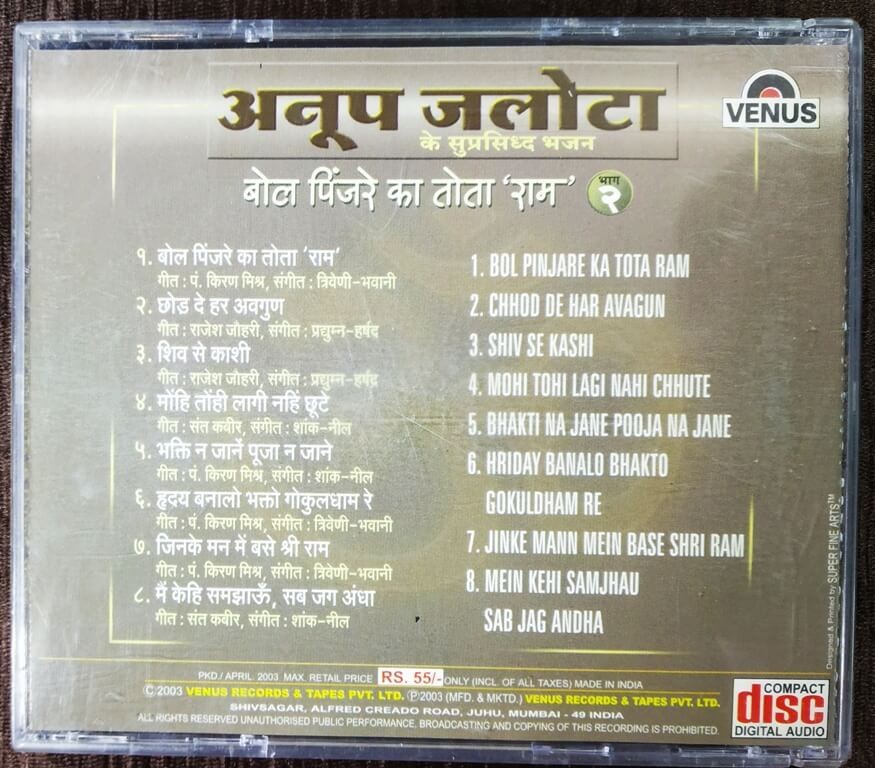 अनूप जलोटा
के सुप्रसिध्द भजन
VENUS
बोल पिंजरे का तोता 'राम'
भाग
२
१. बोल पिंजरे का तोता 'राम'
गीत : पं. किरण मिश्र, संगीत : त्रिवेणी-भवानी
२. छोड दे हर अवगुण
गीत : राजेश जौहरी, संगीत : प्रद्युम्न-हर्षद
३. शिव से काशी
गीत : राजेश जौहरी, संगीत : प्रद्युम्न-हर्षद
४. मोंहि तोंही लागी नहिं छूटे
गीत : संत कबीर, संगीत : शांक-नील
५. भक्ति न जानें पूजा न जाने
गीत : पं. किरण मिश्र, संगीत : शांक-नील
६. हृदय बनालो भक्तो गोकुलधाम रे
गीत : पं. किरण मिश्र, संगीत : त्रिवेणी-भवानी
७. जिनके मन में बसे श्री राम
गीत : पं. किरण मिश्र, संगीत : त्रिवेणी-भवानी
८. मैं केहि समझाऊँ, सब जग अंधा
गीत : संत कबीर, संगीत : शांक-नील
1. BOL PINJARE KA TOTA RAM
2. CHHOD DE HAR AVAGUN
3. SHIV SE KASHI
4. MOHI TOHI LAGI NAHI CHHUTE
5. BHAKTI NA JANE POOJA NA JANE
6. HRIDAY BANALO BHAKTO
GOKULDHAM RE
7. JINKE MANN MEIN BASE SHRI RAM
8. MEIN KEHI SAMJHAU
SAB JAG ANDHA
Designed & Printed by SUPER FINE ARTS™
PKD./ APRIL 2003 MAX. RETAIL PRICE RS. 55/- ONLY (INCL. OF ALL TAXES) MADE IN INDIA
© 2003 VENUS RECORDS & TAPES PVT. LTD. ℗ 2003 (MFD. & MKTD.) VENUS RECORDS & TAPES PVT. LTD.
SHIVSAGAR, ALFRED CREADO ROAD, JUHU, MUMBAI - 49 INDIA
ALL RIGHTS RESERVED UNAUTHORISED PUBLIC PERFORMANCE, BROADCASTING AND COPYING OF THIS RECORDING IS PROHIBITED.
COMPACT
disc
DIGITAL AUDIO